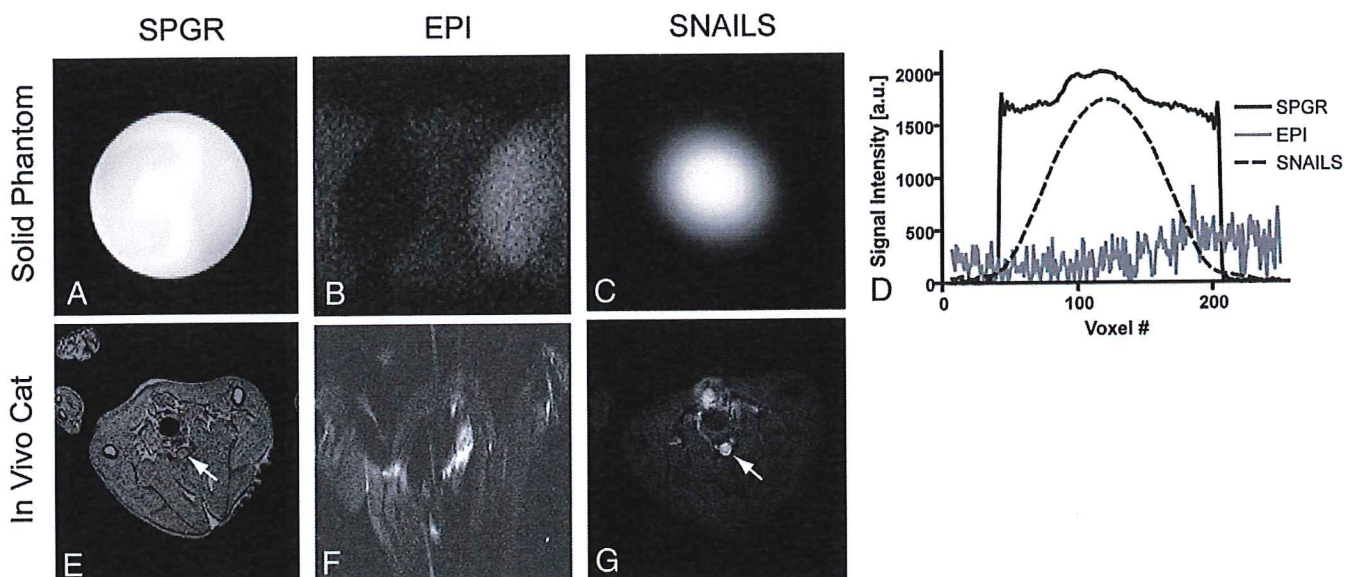 SPGR
EPI
SNAILS
Solid Phantom
A
B
C
Signal Intensity [a.u.]
2000
1500
1000
500
0
0
100
200
Voxel #
SPGR
EPI
SNAILS
D
In Vivo Cat
E
F
G